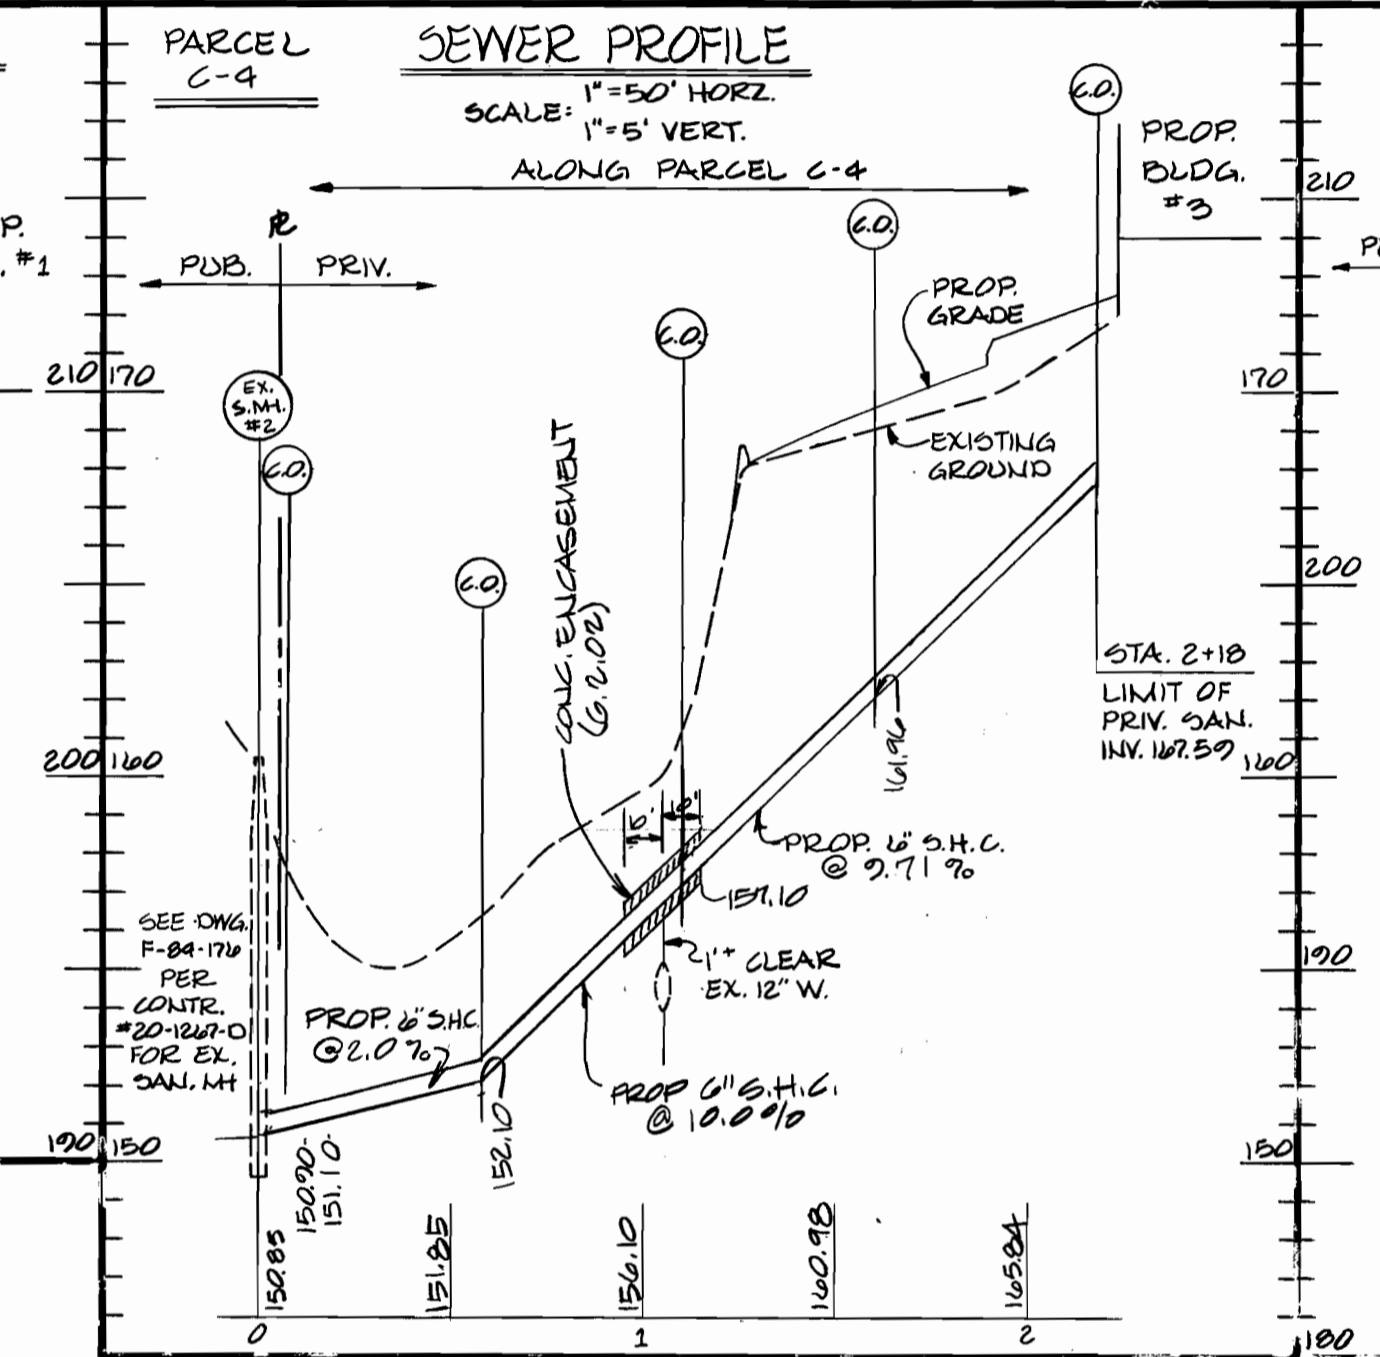 PARCEL
C-4
SEWER PROFILE
SCALE: 1"=50' HORZ.
1"=5' VERT.
ALONG PARCEL C-4
C.O.
PROP.
BLDG.
#3
210
P.
. #1
PUB.
PRIV.
C.O.
PROP.
GRADE
C.O.
210 170
EX.
S.MH.
#2
170
C.O.
EXISTING
GROUND
CONC. ENCASEMENT
(G.2.02)
C.O.
200
STA. 2+18
LIMIT OF
PRIV. SAN.
INV. 167.59
161.96
200 160
160
10'
PROP. 6" S.H.C.
@ 9.71 %
157.10
SEE DWG.
F-84-176
PER
CONTR.
#20-1267-D
FOR EX.
SAN. MH
1'+ CLEAR
EX. 12" W.
190
PROP. 6" S.H.C.
@ 2.0 %
PROP 6" S.H.C.
@ 10.0 %
152.10
190 150
150
150.90
151.10
150.85
151.85
156.10
160.98
165.84
0
1
2
180